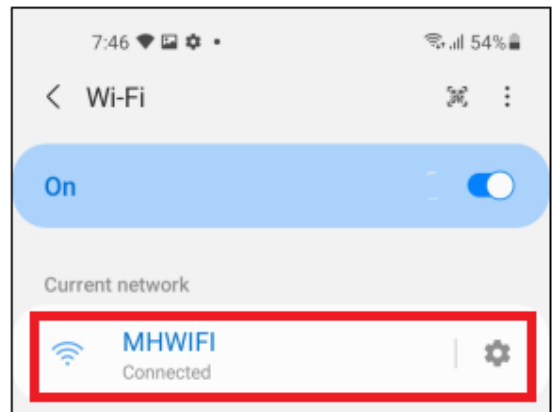 7:46 54%
Wi-Fi
On
Current network
MHWIFI
Connected